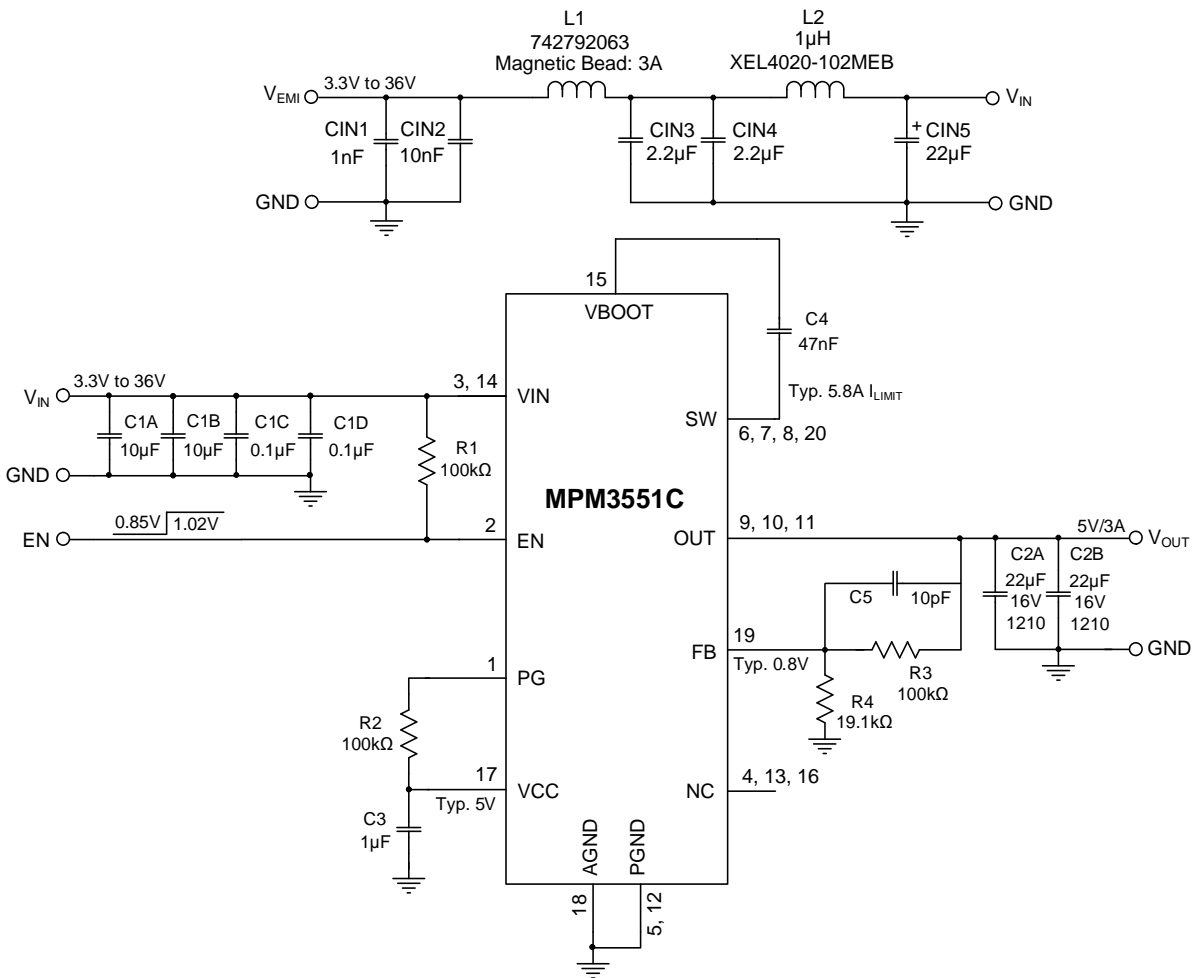 L1
742792063
Magnetic Bead: 3A
L2
1µH
XEL4020-102MEB
VEMI
3.3V to 36V
CIN1
1nF
CIN2
10nF
CIN3
2.2µF
CIN4
2.2µF
+
CIN5
22µF
VIN
GND
GND
15
VBOOT
C4
47nF
VIN
3.3V to 36V
3, 14
VIN
Typ. 5.8A ILIMIT
SW
6, 7, 8, 20
C1A
10µF
C1B
10µF
C1C
0.1µF
C1D
0.1µF
R1
100kΩ
GND
MPM3551C
EN
0.85V
1.02V
2
EN
OUT
9, 10, 11
5V/3A
VOUT
C5
10pF
C2A
22µF
16V
1210
C2B
22µF
16V
1210
GND
FB
19
Typ. 0.8V
R3
100kΩ
R4
19.1kΩ
1
PG
R2
100kΩ
17
VCC
Typ. 5V
C3
1µF
NC
4, 13, 16
AGND
PGND
18
5, 12